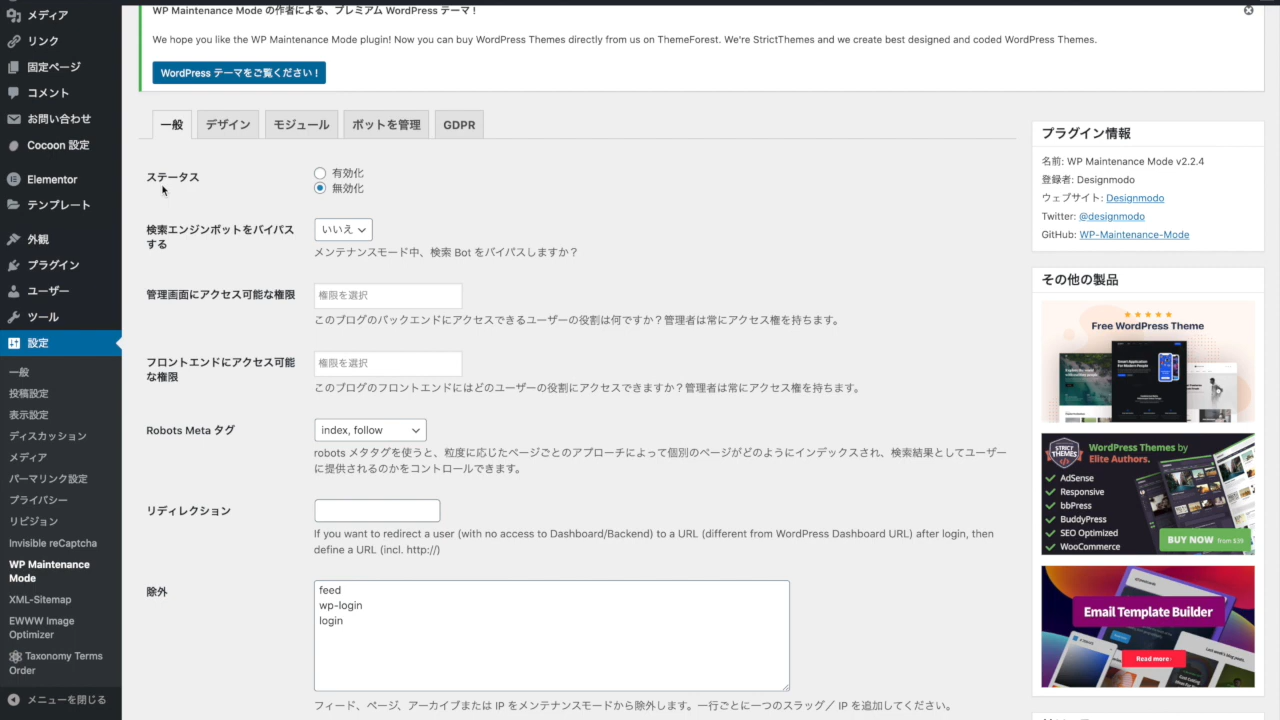 メディア
リンク
固定ページ
コメント
お問い合わせ
Cocoon 設定
Elementor
テンプレート
外観
プラグイン
ユーザー
ツール
設定
一般
投稿設定
表示設定
ディスカッション
メディア
パーマリンク設定
プライバシー
リビジョン
Invisible reCaptcha
WP Maintenance
Mode
XML-Sitemap
EWWW Image
Optimizer
Taxonomy Terms
Order
メニューを閉じる
WP Maintenance Mode の作者による、プレミアム WordPress テーマ !
We hope you like the WP Maintenance Mode plugin! Now you can buy WordPress Themes directly from us on ThemeForest. We're StrictThemes and we create best designed and coded WordPress Themes.
WordPress テーマをご覧ください !
一般
デザイン
モジュール
ボットを管理
GDPR
ステータス
有効化
無効化
検索エンジンボットをバイパス
する
いいえ
メンテナンスモード中、検索 Bot をバイパスしますか ?
管理画面にアクセス可能な権限
権限を選択
このブログのバックエンドにアクセスできるユーザーの役割は何ですか ? 管理者は常にアクセス権を持ちます。
フロントエンドにアクセス可能
な権限
権限を選択
このブログのフロントエンドにはどのユーザーの役割にアクセスできますか ? 管理者は常にアクセス権を持ちます。
Robots Meta タグ
index, follow
robots メタタグを使うと、粒度に応じたページごとのアプローチによって個別のページがどのようにインデックスされ、検索結果としてユーザー
に提供されるのかをコントロールできます。
リディレクション
If you want to redirect a user (with no access to Dashboard/Backend) to a URL (different from WordPress Dashboard URL) after login, then
define a URL (incl. http://)
除外
feed
wp-login
login
フィード、ページ、アーカイブまたは IP をメンテナンスモードから除外します。一行ごとに一つのスラッグ／ IP を追加してください。
プラグイン情報
名前: WP Maintenance Mode v2.2.4
登録者: Designmodo
ウェブサイト: Designmodo
Twitter: @designmodo
GitHub: WP-Maintenance-Mode
その他の製品
Free WordPress Theme
STRICT
THEMES
WordPress Themes by
Elite Authors.
AdSense
Responsive
bbPress
BuddyPress
SEO Optimized
WooCommerce
BUY NOW from $39
Email Template Builder
Read more ›